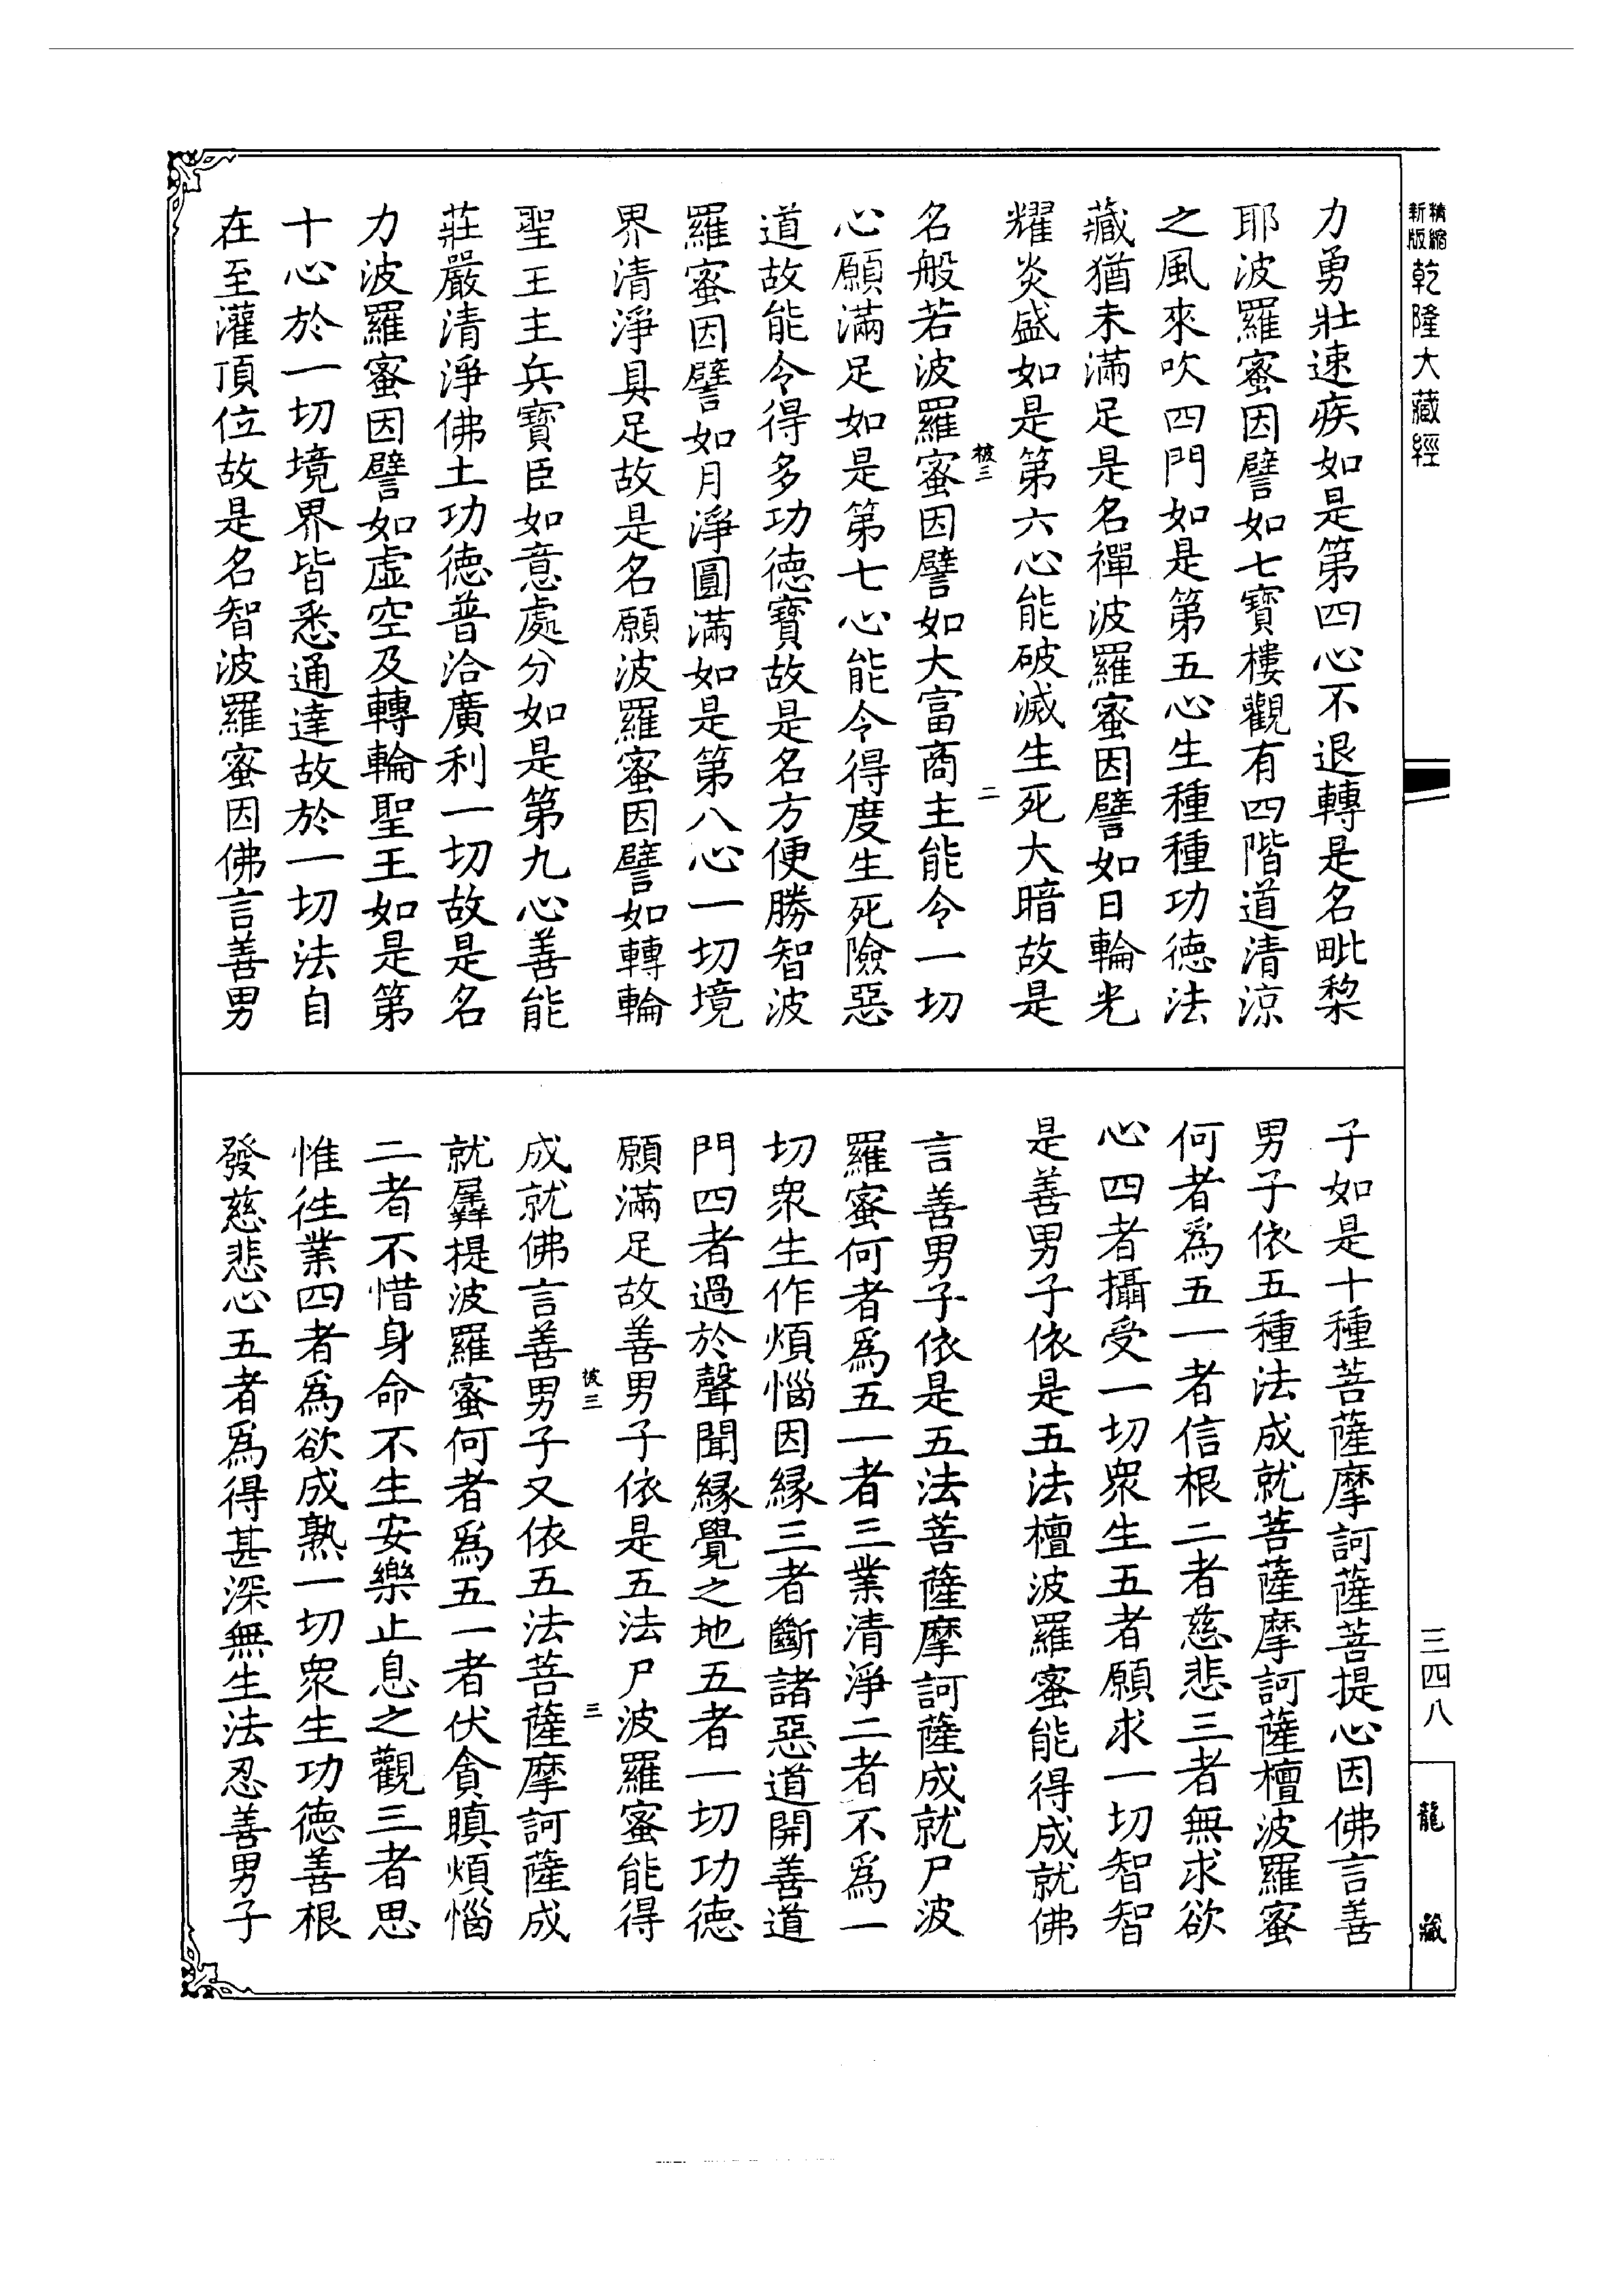 精縮新版乾隆大藏經
力勇壯速疾如是第四心不退轉是名毗棃
耶波羅蜜因譬如七寶樓觀有四階道清涼
之風來吹四門如是第五心生種種功德法
藏猶未滿足是名禪波羅蜜因譬如日輪光
耀炎盛如是第六心能破滅生死大暗故是
名般若波羅蜜因譬如大富商主能令一切
心願滿足如是第七心能令得度生死險惡
道故能令得多功德寶故是名方便勝智波
羅蜜因譬如月淨圓滿如是第八心一切境
界清淨具足故是名願波羅蜜因譬如轉輪
聖王主兵寶臣如意處分如是第九心善能
莊嚴清淨佛土功德普洽廣利一切故是名
力波羅蜜因譬如虛空及轉輪聖王如是第
十心於一切境界皆悉通達故於一切法自
在至灌頂位故是名智波羅蜜因佛言善男
子如是十種菩薩摩訶薩菩提心因佛言善
男子依五種法成就菩薩摩訶薩檀波羅蜜
何者爲五一者信根二者慈悲三者無求欲
心四者攝受一切眾生五者願求一切智智
是善男子依是五法檀波羅蜜能得成就佛
言善男子依是五法菩薩摩訶薩成就尸波
羅蜜何者爲五一者三業清淨二者不爲一
切眾生作煩惱因緣三者斷諸惡道開善道
門四者過於聲聞緣覺之地五者一切功德
願滿足故善男子依是五法尸波羅蜜能得
成就佛言善男子又依五法菩薩摩訶薩成
就羼提波羅蜜何者爲五一者伏貪瞋煩惱
二者不惜身命不生安樂止息之觀三者思
惟往業四者爲欲成熟一切眾生功德善根
發慈悲心五者爲得甚深無生法忍善男子
被三
二
被三
三
三四八
龍藏